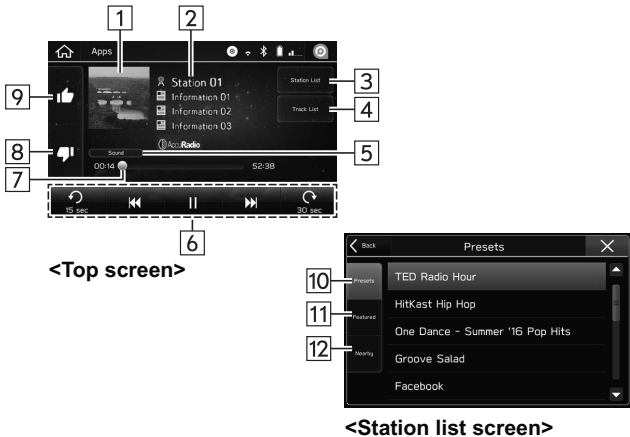 1 2
Apps
Station 01
Information 01
Information 02
Information 03
AccuRadio
Station List
3
Track List
4
9
8
Sound
5
00:14
52:38
7
15 sec
30 sec
6
<Top screen>
Back
Presets
10
Presets
TED Radio Hour
11
Featured
HitKast Hip Hop
One Dance - Summer '16 Pop Hits
12
Nearby
Groove Salad
Facebook
<Station list screen>